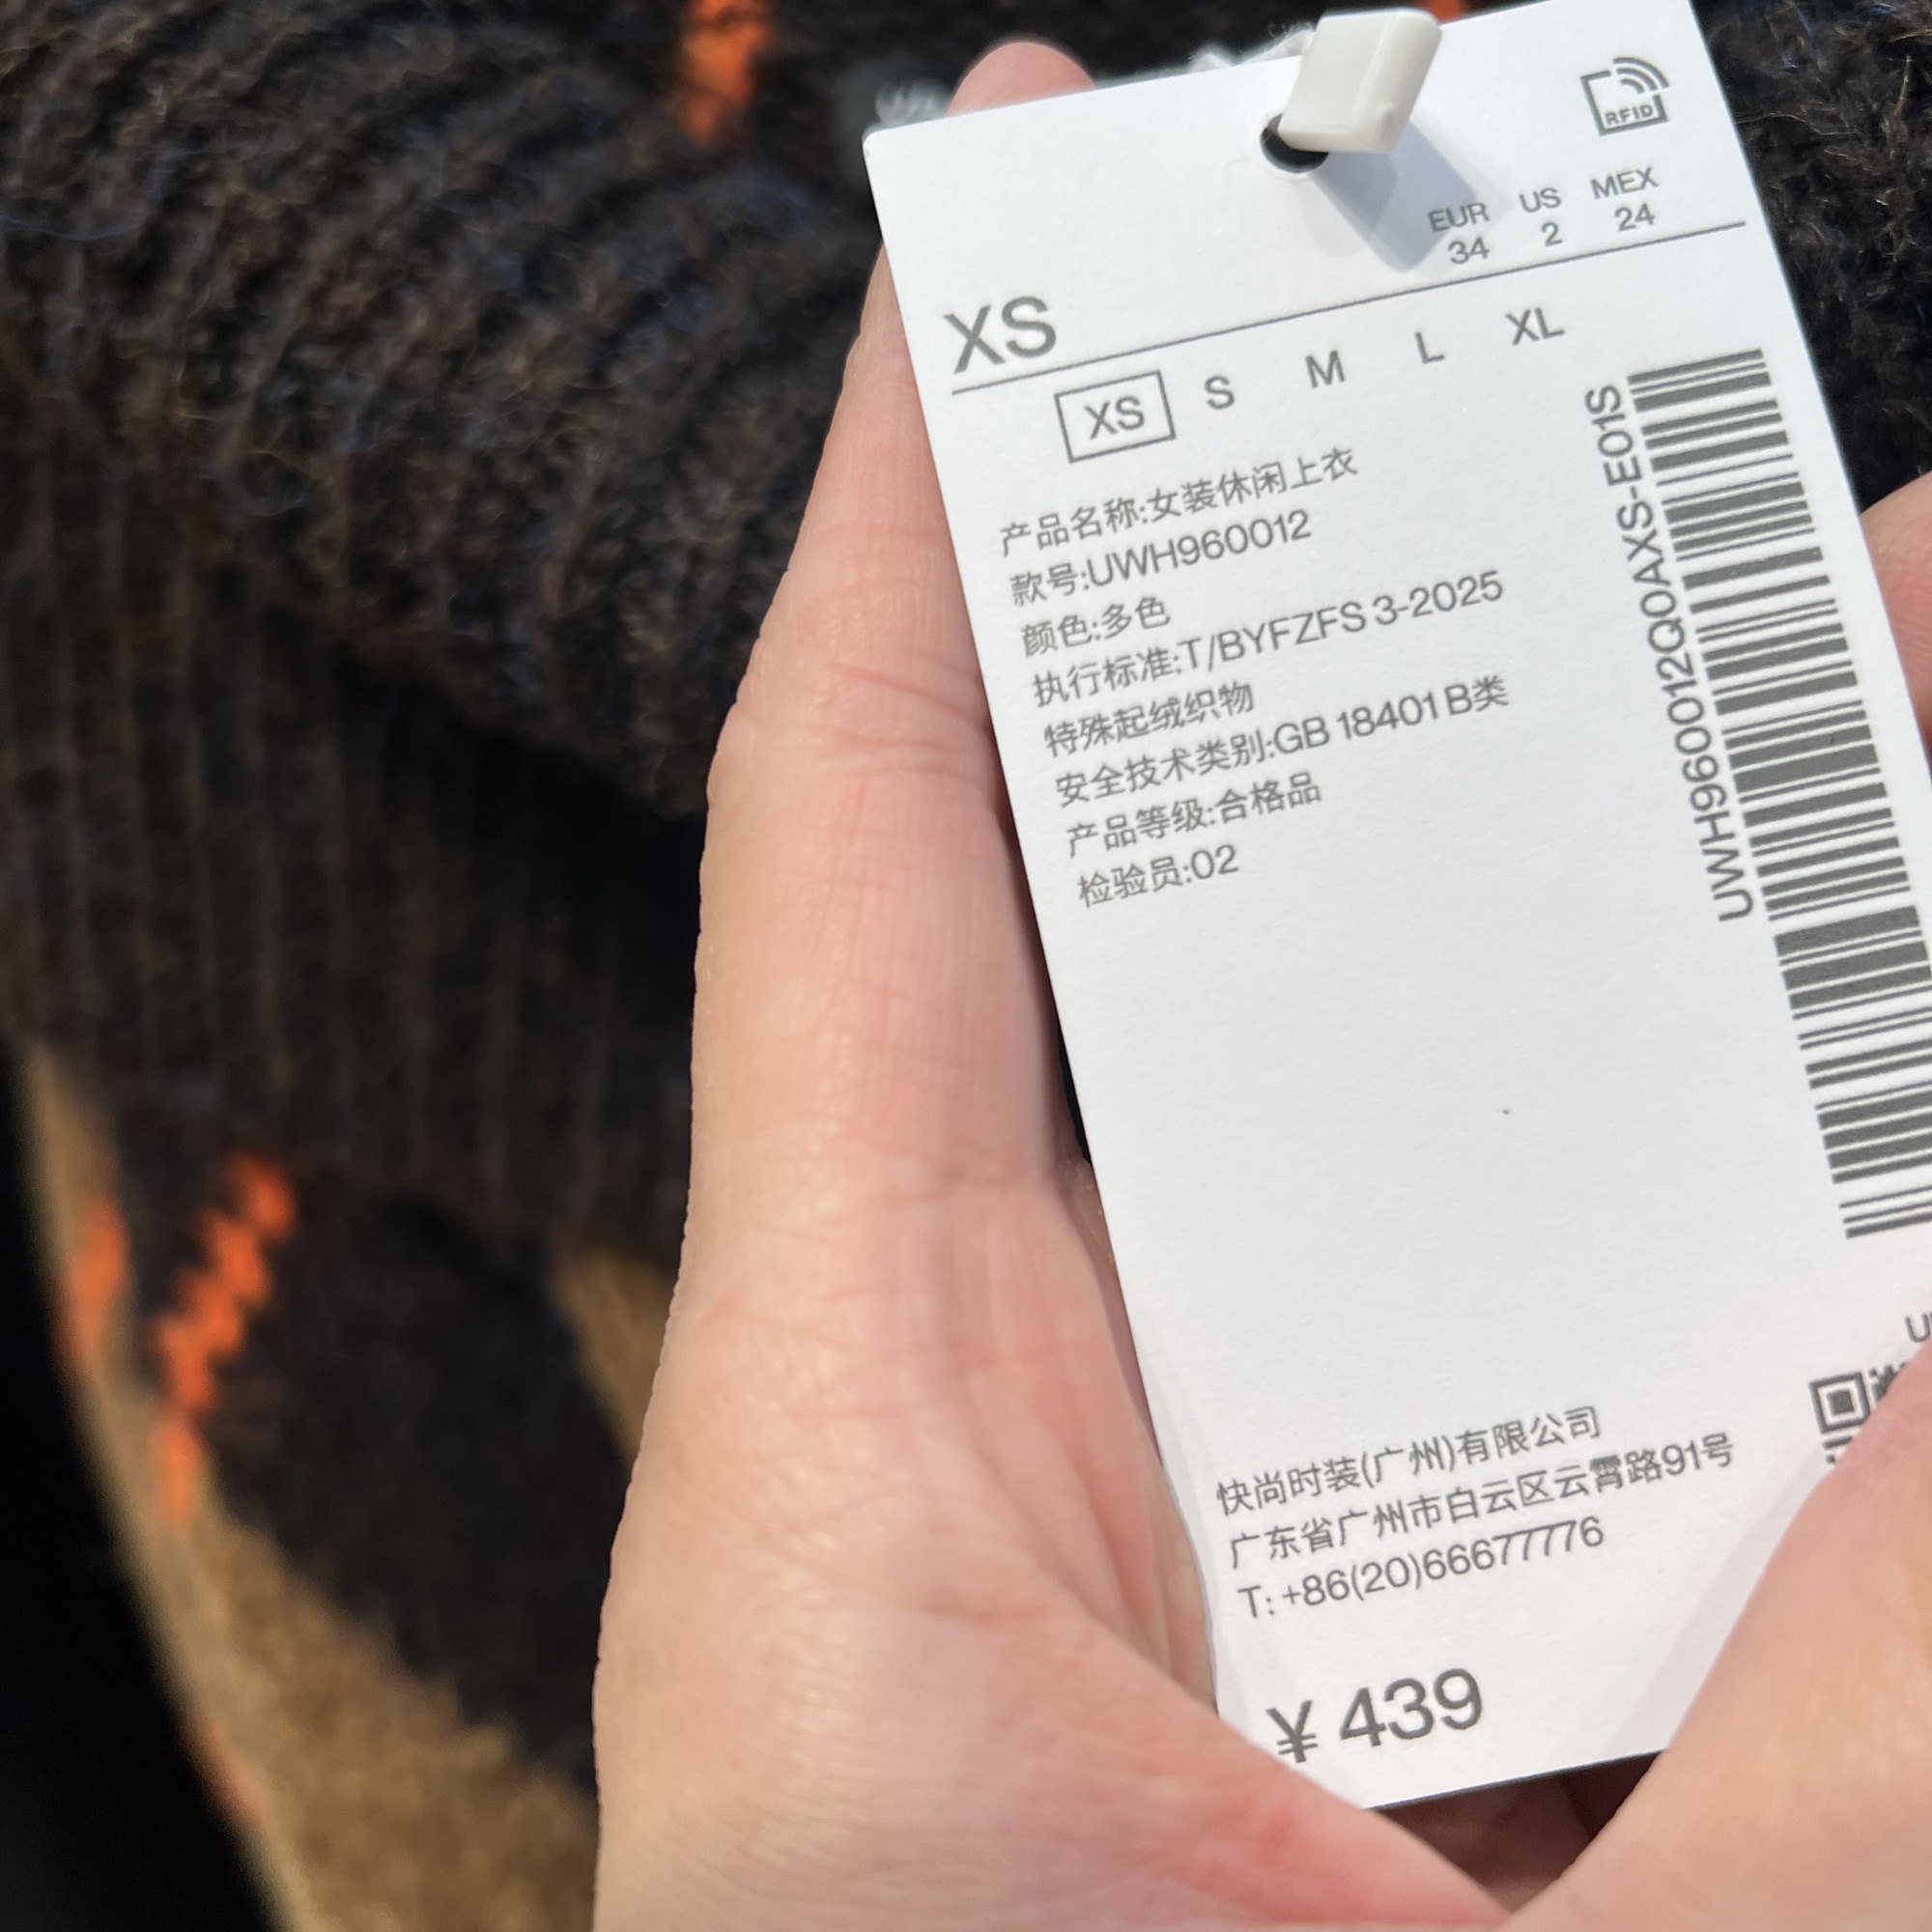 RFID
EUR US MEX
34 2 24
XS
XS S M L XL
产品名称:女装休闲上衣
款号:UWH960012
颜色:多色
执行标准:T/BYFZFS 3-2025
特殊起绒织物
安全技术类别:GB 18401 B类
产品等级:合格品
检验员:02
UWH960012Q0AXS-E01S
快尚时装(广州)有限公司
广东省广州市白云区云霄路91号
T: +86(20)66677776
¥ 439